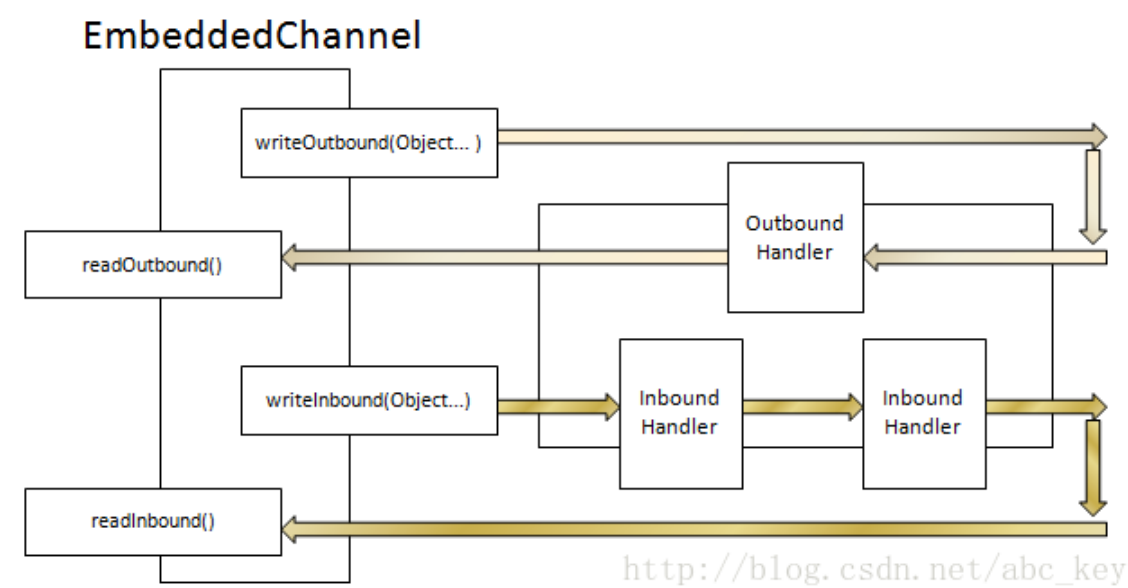 EmbeddedChannel
writeOutbound(Object... )
Outbound
Handler
readOutbound()
writeInbound(Object...)
Inbound
Handler
Inbound
Handler
readInbound()
http://blog.csdn.net/abc_key